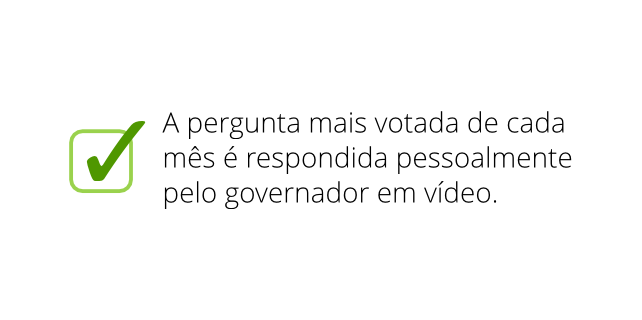 A pergunta mais votada de cada
mês é respondida pessoalmente
pelo governador em vídeo.